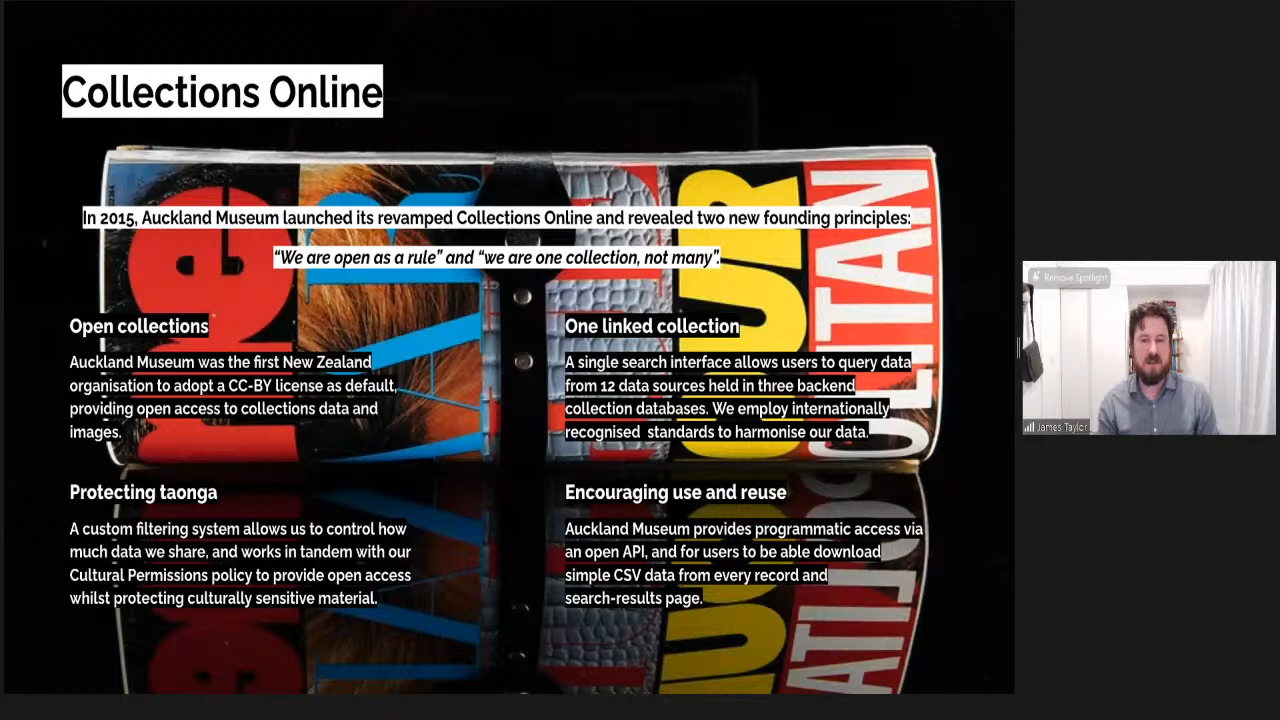 Collections Online
In 2015, Auckland Museum launched its revamped Collections Online and revealed two new founding principles:
“We are open as a rule” and “we are one collection, not many”.
Open collections
Auckland Museum was the first New Zealand
organisation to adopt a CC-BY license as default,
providing open access to collections data and
images.
One linked collection
A single search interface allows users to query data
from 12 data sources held in three backend
collection databases. We employ internationally
recognised standards to harmonise our data.
Protecting taonga
A custom filtering system allows us to control how
much data we share, and works in tandem with our
Cultural Permissions policy to provide open access
whilst protecting culturally sensitive material.
Encouraging use and reuse
Auckland Museum provides programmatic access via
an open API, and for users to be able download
simple CSV data from every record and
search-results page.
Remove Spotlight
James Taylor